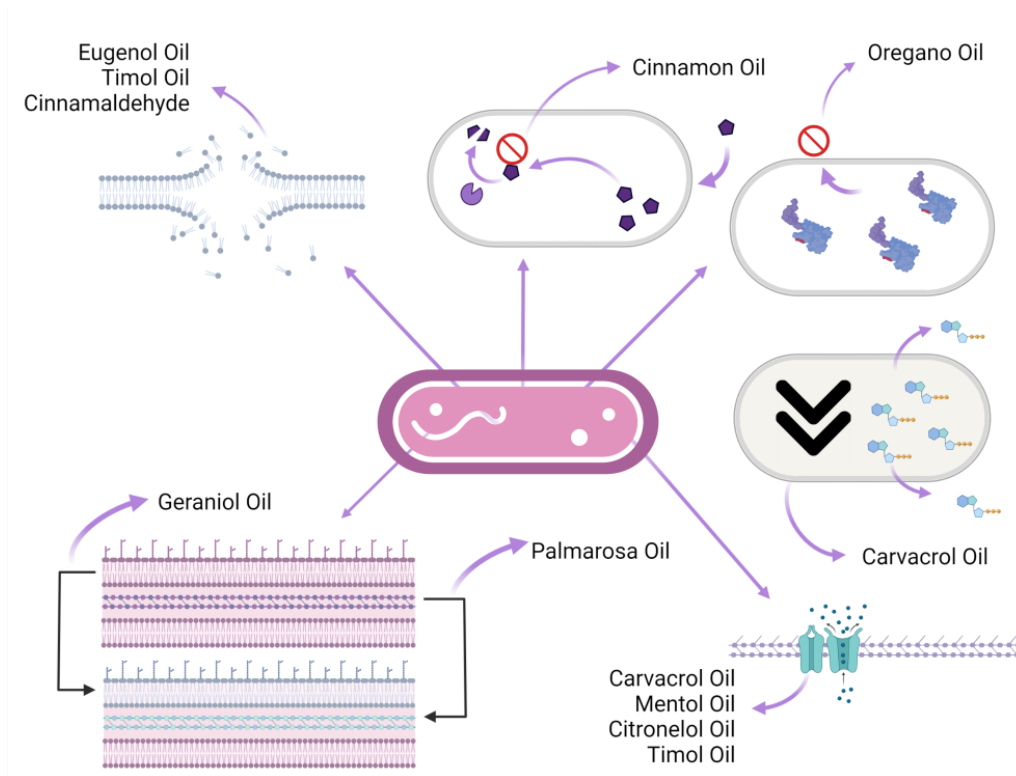 Eugenol Oil
Timol Oil
Cinnamaldehyde
Cinnamon Oil
Oregano Oil
Geraniol Oil
Palmarosa Oil
Carvacrol Oil
Carvacrol Oil
Mentol Oil
Citronelol Oil
Timol Oil